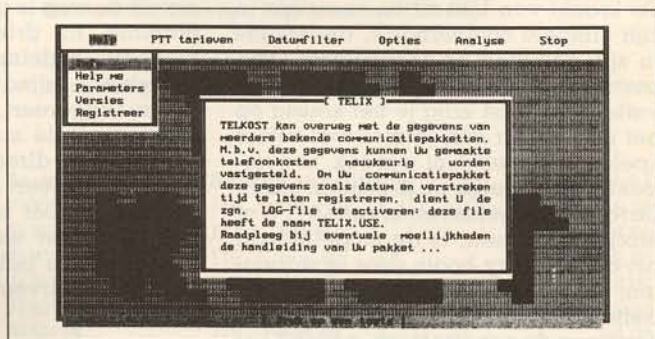 Help PTT tarieven Datumfilter Opties Analyse Stop
Info
Help me
Parameters
Versies
Registreer
[ TELIX ]
TELKOST kan overweg met de gegevens van
meerdere bekende communicatiepakketten.
M.b.v. deze gegevens kunnen Uw gemaakte
telefoonkosten nauwkeurig worden
vastgesteld. Om Uw communicatiepakket
deze gegevens zoals datum en verstreken
tijd te laten registreren, dient U de
zgn. LOG-file te activeren: deze file
heeft de naam TELIX.USE.
Raadpleeg bij eventuele moeilijkheden
de handleiding van Uw pakket ...